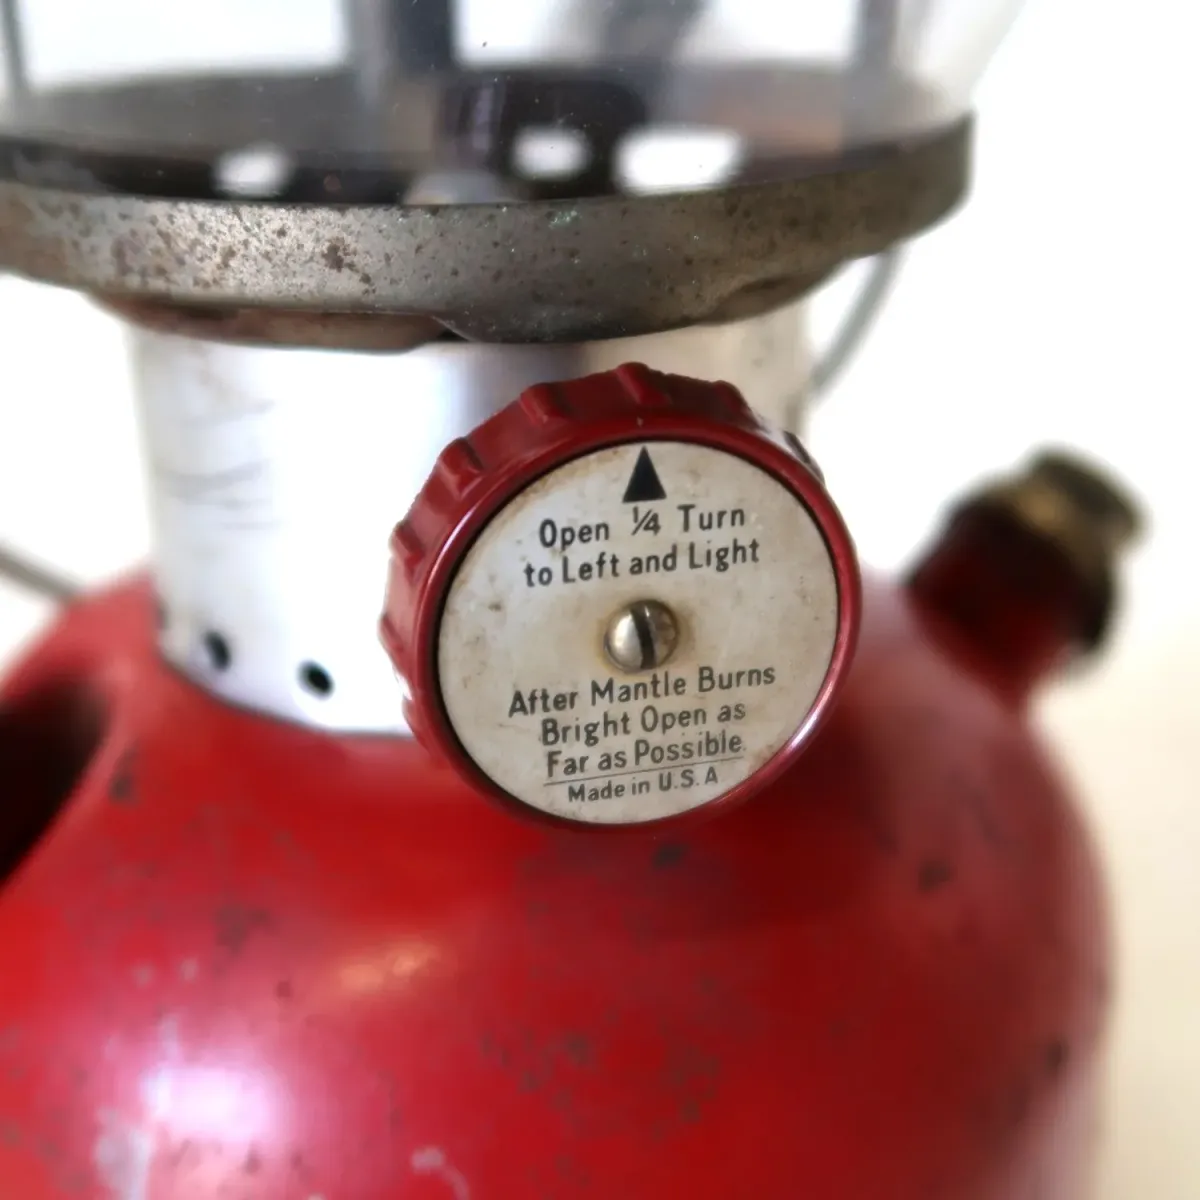 Open ¼ Turn
to Left and Light
After Mantle Burns
Bright Open as
Far as Possible
Made in U.S.A